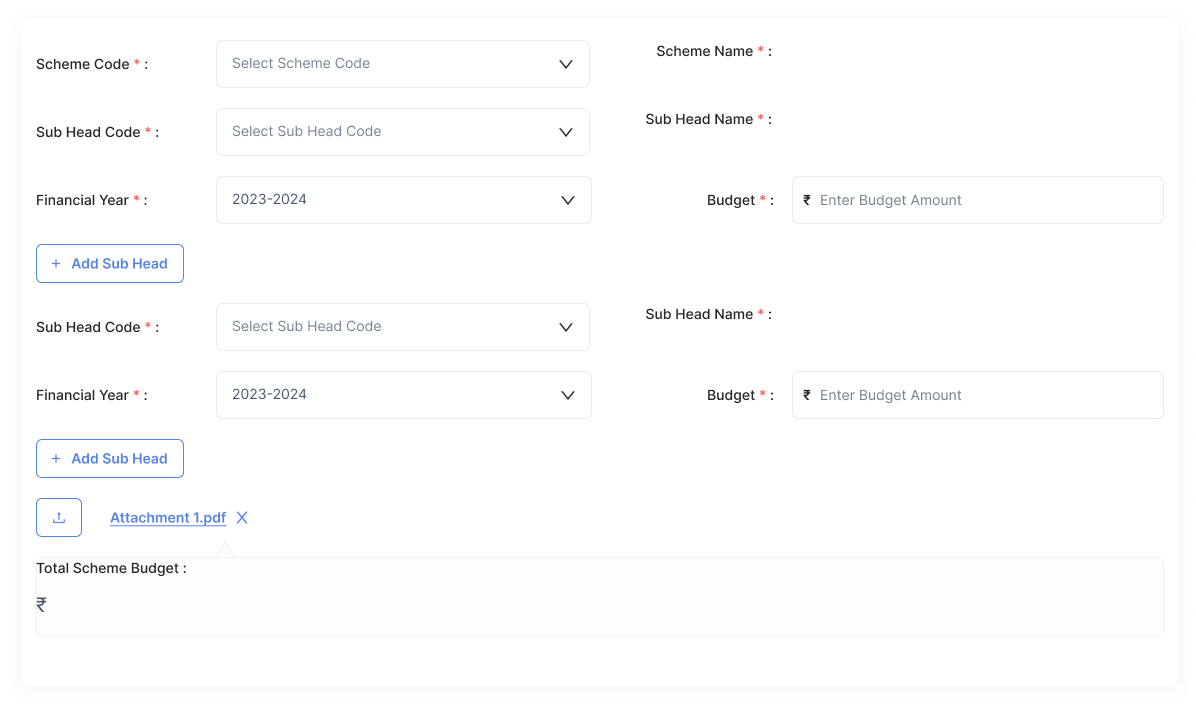 Scheme Code * : Select Scheme Code Scheme Name * :
Sub Head Code * : Select Sub Head Code Sub Head Name * :
Financial Year * : 2023-2024 Budget * : ₹ Enter Budget Amount
+ Add Sub Head
Sub Head Code * : Select Sub Head Code Sub Head Name * :
Financial Year * : 2023-2024 Budget * : ₹ Enter Budget Amount
+ Add Sub Head
Attachment 1.pdf X
Total Scheme Budget :
₹